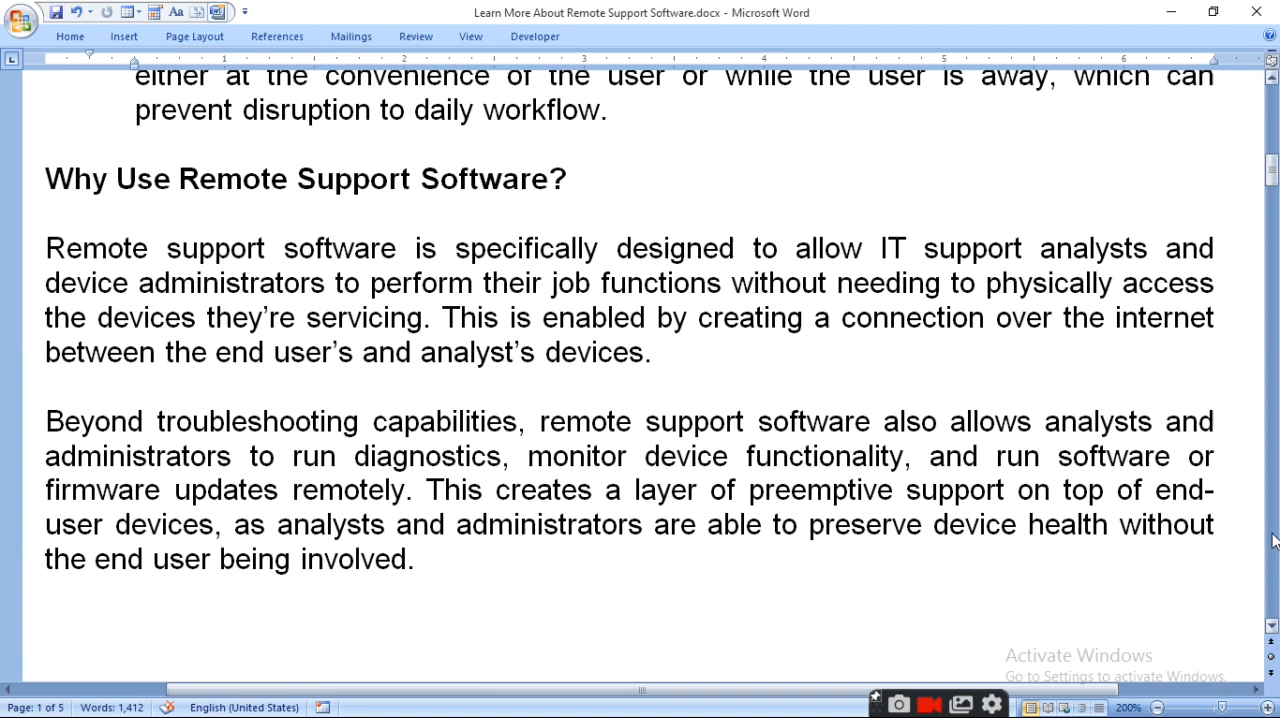 Learn More About Remote Support Software.docx - Microsoft Word
Home Insert Page Layout References Mailings Review View Developer
1 2 3 4 5 6
either at the convenience of the user or while the user is away, which can
prevent disruption to daily workflow.
Why Use Remote Support Software?
Remote support software is specifically designed to allow IT support analysts and
device administrators to perform their job functions without needing to physically access
the devices they’re servicing. This is enabled by creating a connection over the internet
between the end user’s and analyst’s devices.
Beyond troubleshooting capabilities, remote support software also allows analysts and
administrators to run diagnostics, monitor device functionality, and run software or
firmware updates remotely. This creates a layer of preemptive support on top of end-
user devices, as analysts and administrators are able to preserve device health without
the end user being involved.
Activate Windows
Go to Settings to activate Windows.
Page: 1 of 5 Words: 1,412 English (United States) 200%